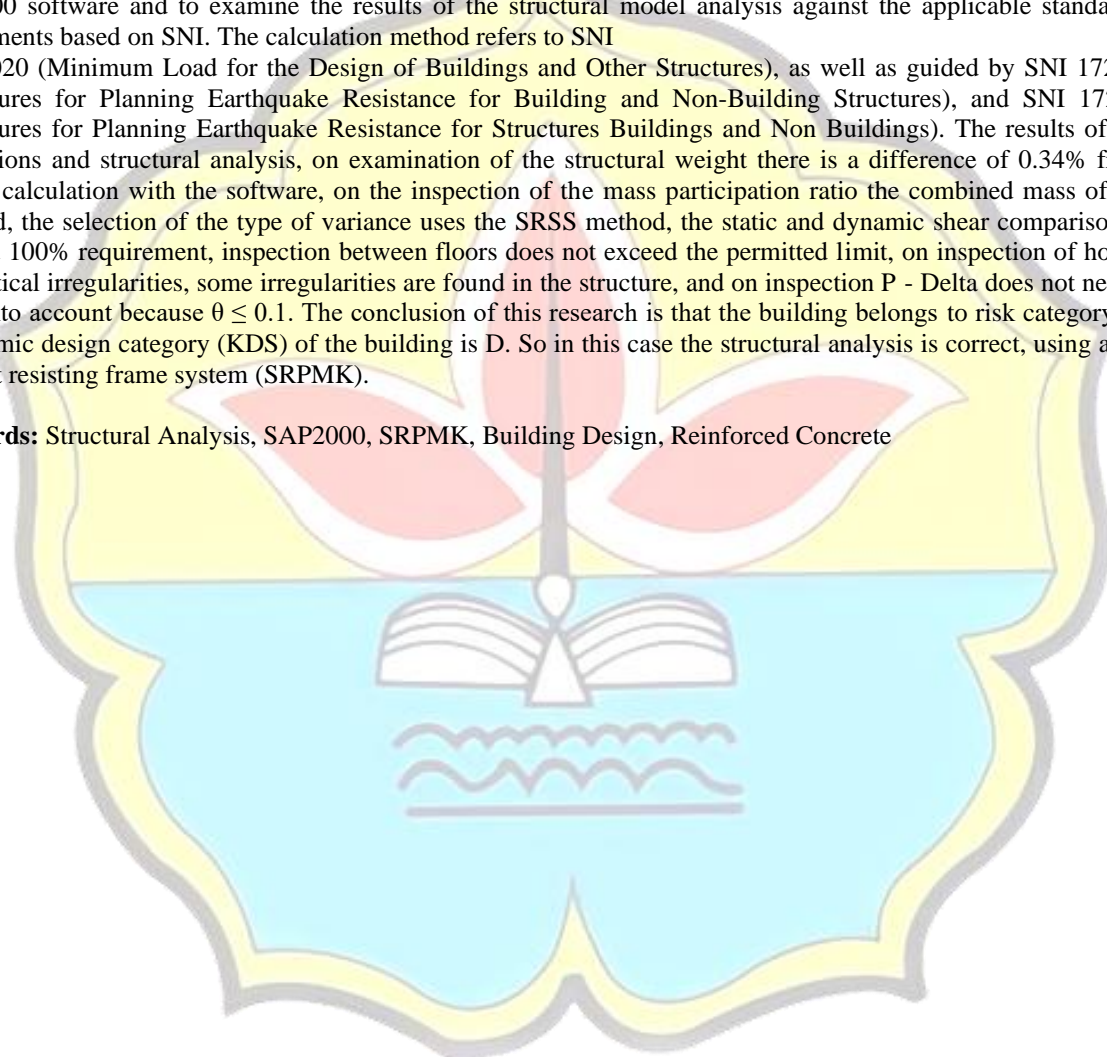 00 software and to examine the results of the structural model analysis against the applicable standa
ments based on SNI. The calculation method refers to SNI
020 (Minimum Load for the Design of Buildings and Other Structures), as well as guided by SNI 172
ures for Planning Earthquake Resistance for Building and Non-Building Structures), and SNI 172
ures for Planning Earthquake Resistance for Structures Buildings and Non Buildings). The results of
ions and structural analysis, on examination of the structural weight there is a difference of 0.34% f
calculation with the software, on the inspection of the mass participation ratio the combined mass of
d, the selection of the type of variance uses the SRSS method, the static and dynamic shear compariso
100% requirement, inspection between floors does not exceed the permitted limit, on inspection of ho
tical irregularities, some irregularities are found in the structure, and on inspection P - Delta does not ne
nto account because θ ≤ 0.1. The conclusion of this research is that the building belongs to risk category
mic design category (KDS) of the building is D. So in this case the structural analysis is correct, using a
t resisting frame system (SRPMK).
rds: Structural Analysis, SAP2000, SRPMK, Building Design, Reinforced Concrete